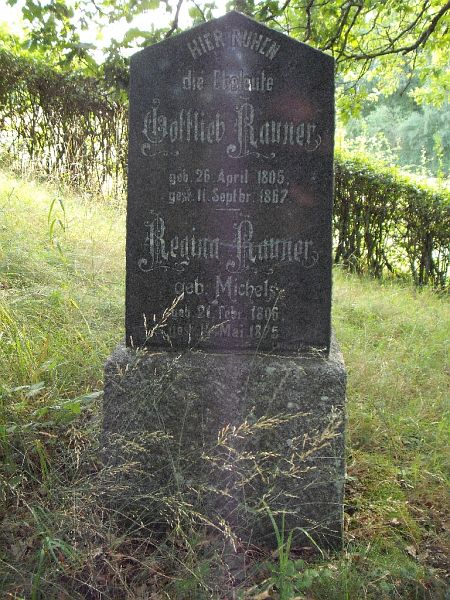 HIER RUHEN
die Eheleute
Gottlieb Rauner
geb. 26. April 1805,
gest. 11. Septbr. 1867.
Regina Rauner
geb. Michels
geb. 21. Febr. 1806,
gest. 11. Mai